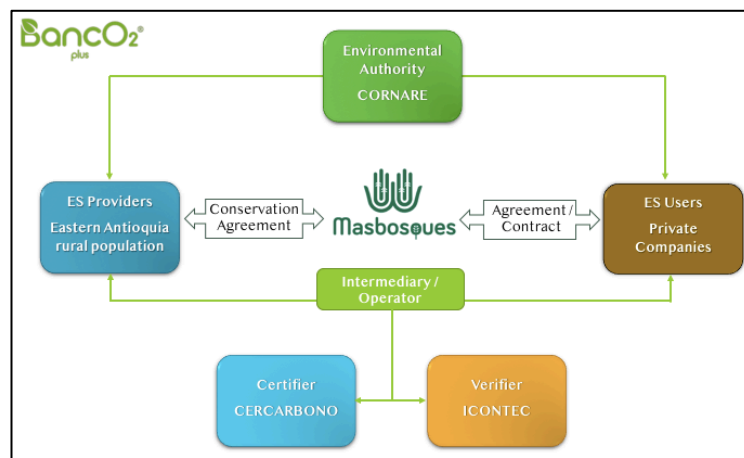 BancO₂®
plus
Environmental
Authority
CORNARE
ES Providers
Eastern Antioquia
rural population
Conservation
Agreement
Masbosques
Agreement /
Contract
ES Users
Private
Companies
Intermediary /
Operator
Certifier
CERCARBONO
Verifier
ICONTEC